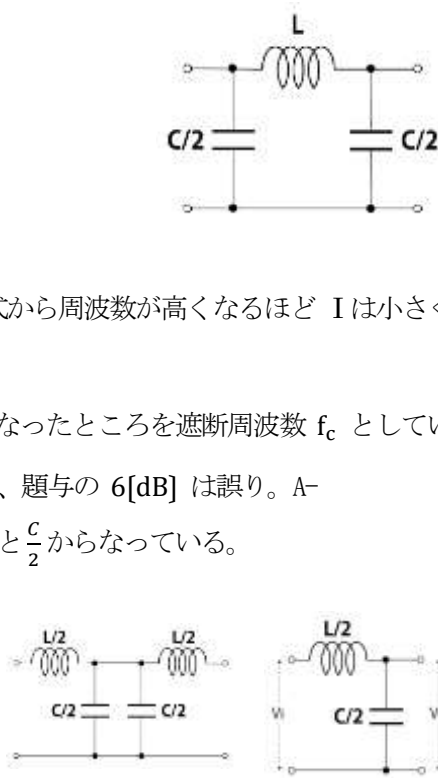 L
C/2 C/2
式から周波数が高くなるほど Iは小さく
なったところを遮断周波数 fc としてい
、題与の 6[dB] は誤り。A−
と C/2 からなっている。
L/2 L/2 L/2
C/2 C/2 Vi C/2 V